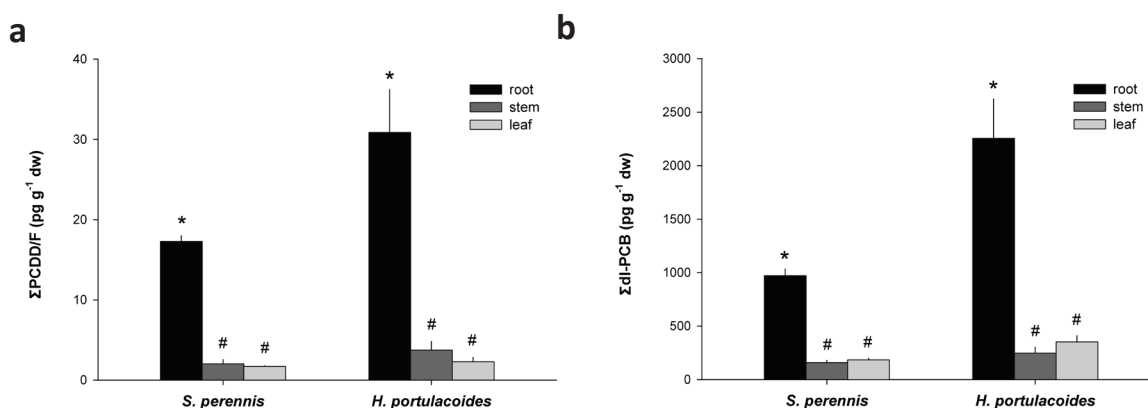 a
ΣPCDD/F (pg g⁻¹ dw)
40
30
20
10
0
*
#
#
*
#
#
root
stem
leaf
S. perennis
H. portulacoides
b
Σdl-PCB (pg g⁻¹ dw)
3000
2500
2000
1500
1000
500
0
*
#
#
*
#
#
root
stem
leaf
S. perennis
H. portulacoides